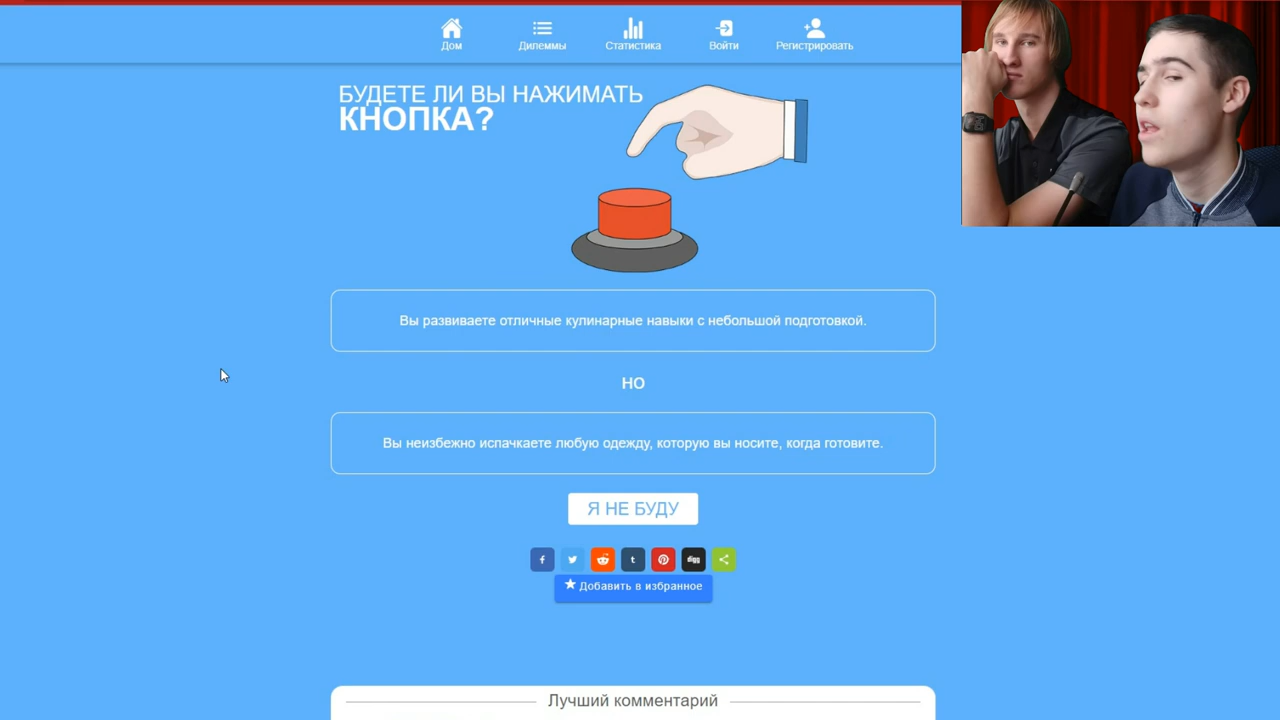 Дом
Дилеммы
Статистика
Войти
Регистрировать
БУДЕТЕ ЛИ ВЫ НАЖИМАТЬ
КНОПКА?
Вы развиваете отличные кулинарные навыки с небольшой подготовкой.
НО
Вы неизбежно испачкаете любую одежду, которую вы носите, когда готовите.
Я НЕ БУДУ
f
t
digg
Добавить в избранное
Лучший комментарий